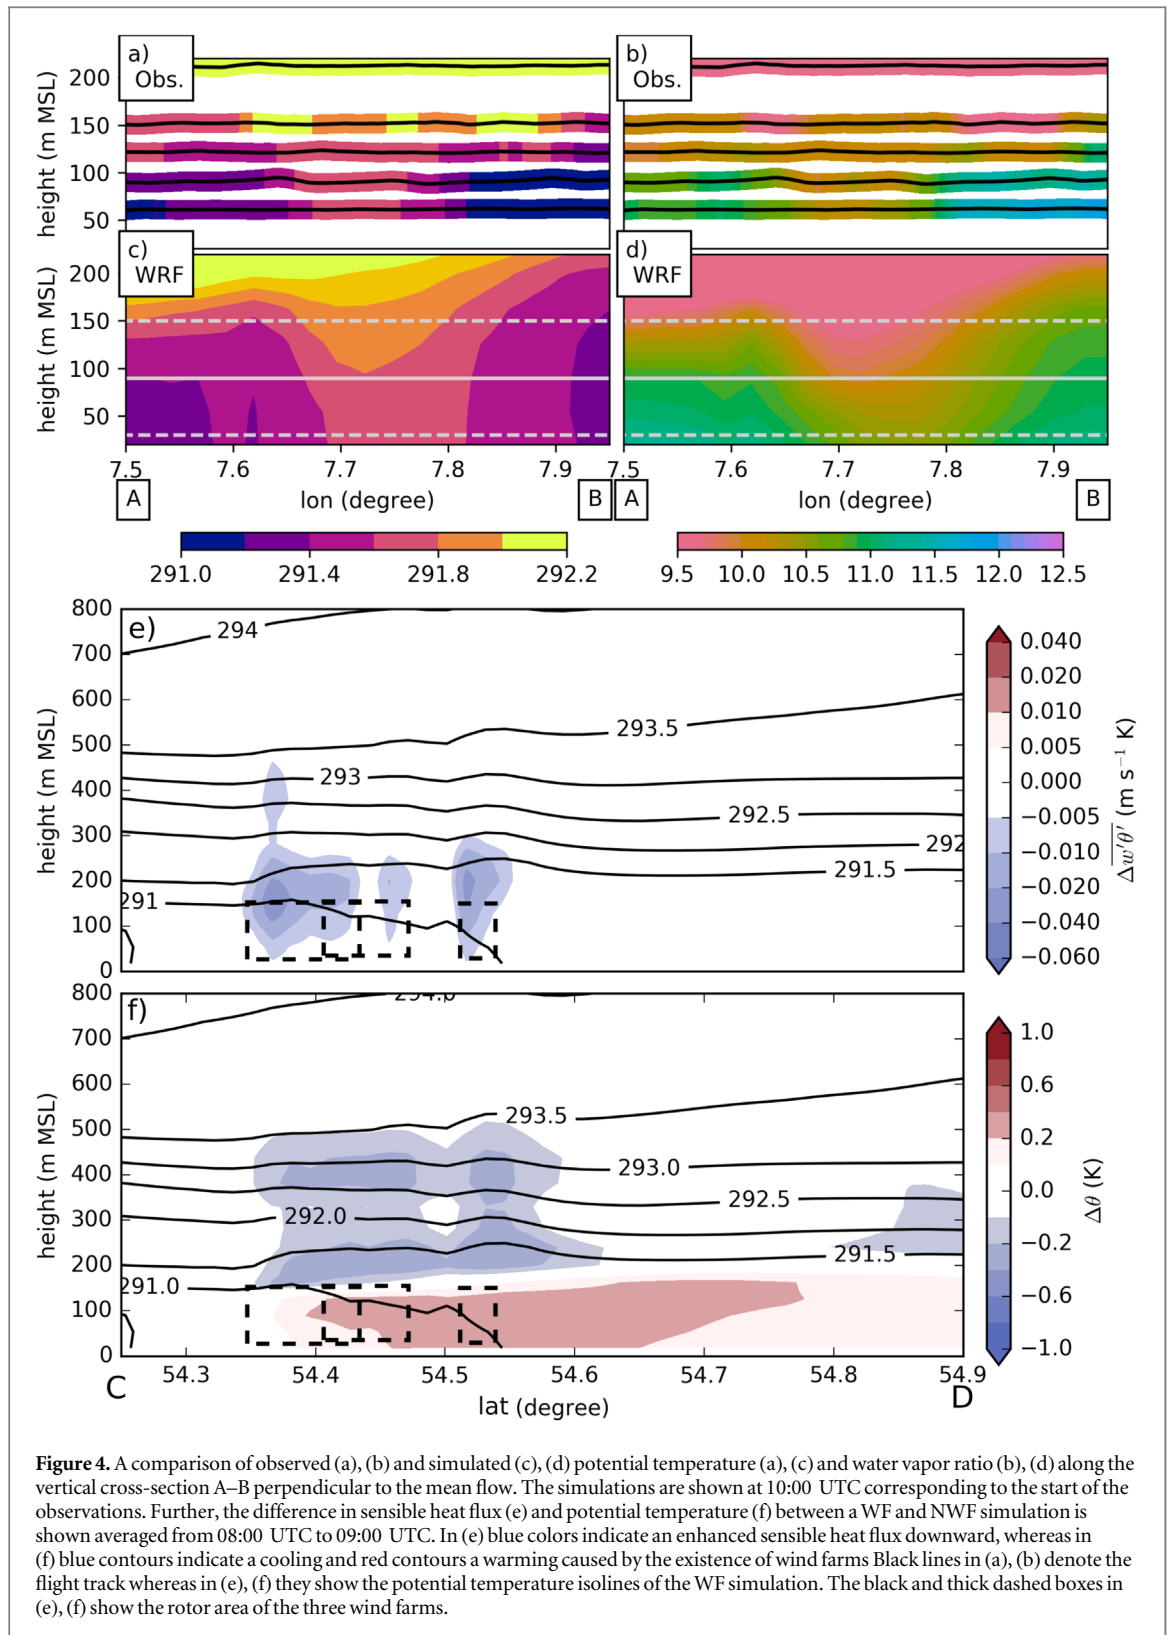 a)
Obs.
b)
Obs.
height (m MSL)
200
150
100
50
c)
WRF
d)
WRF
height (m MSL)
200
150
100
50
7.5 7.6 7.7 7.8 7.9 7.5 7.6 7.7 7.8 7.9
A lon (degree) B A lon (degree) B
291.0 291.4 291.8 292.2
9.5 10.0 10.5 11.0 11.5 12.0 12.5
e)
height (m MSL)
800
700
600
500
400
300
200
100
0
294
293.5
293
292.5
292
291.5
291
0.040
0.020
0.010
0.005
0.000
−0.005
−0.010
−0.020
−0.040
−0.060
Δw′θ′ (m s−1 K)
f)
height (m MSL)
800
700
600
500
400
300
200
100
0
293.5
293.0
292.5
292.0
291.5
291.0
1.0
0.6
0.2
0.0
−0.2
−0.6
−1.0
Δθ (K)
54.3 54.4 54.5 54.6 54.7 54.8 54.9
C lat (degree) D
Figure 4. A comparison of observed (a), (b) and simulated (c), (d) potential temperature (a), (c) and water vapor ratio (b), (d) along the
vertical cross-section A–B perpendicular to the mean flow. The simulations are shown at 10:00 UTC corresponding to the start of the
observations. Further, the difference in sensible heat flux (e) and potential temperature (f) between a WF and NWF simulation is
shown averaged from 08:00 UTC to 09:00 UTC. In (e) blue colors indicate an enhanced sensible heat flux downward, whereas in
(f) blue contours indicate a cooling and red contours a warming caused by the existence of wind farms Black lines in (a), (b) denote the
flight track whereas in (e), (f) they show the potential temperature isolines of the WF simulation. The black and thick dashed boxes in
(e), (f) show the rotor area of the three wind farms.